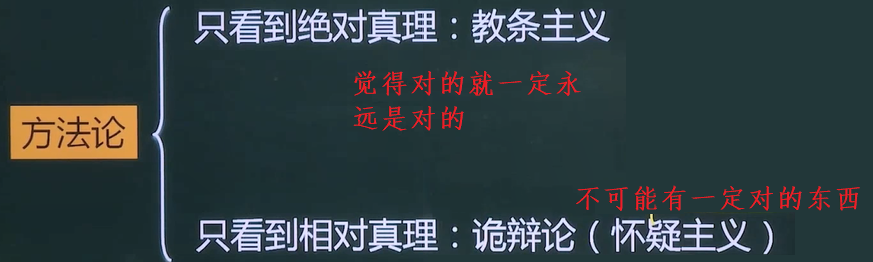 只看到绝对真理：教条主义
觉得对的就一定永
远是对的
方法论
不可能有一定对的东西
只看到相对真理：诡辩论（怀疑主义）